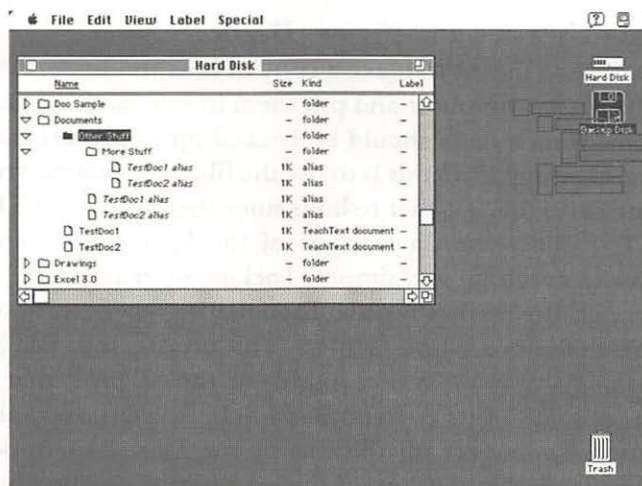 File Edit View Label Special
Hard Disk
Name Size Kind Label
Doo Sample – folder
Documents – folder
Other Stuff – folder
More Stuff – folder
TestDoc1 alias 1K alias
TestDoc2 alias 1K alias
TestDoc1 alias 1K alias
TestDoc2 alias 1K alias
TestDoc1 1K TeachText document
TestDoc2 1K TeachText document
Drawings – folder
Excel 3.0 – folder
Hard Disk
Backup Disk
Trash